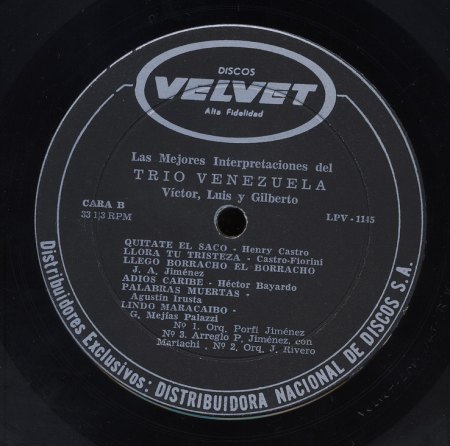 DISCOS
VELVET
Alta Fidelidad
Las Mejores Interpretaciones del
TRIO VENEZUELA
Víctor, Luis y Gilberto
CARA B
33 1/3 RPM
LPV - 1145
QUITATE EL SACO - Henry Castro
LLORA TU TRISTEZA - Castro-Fiorini
LLEGO BORRACHO EL BORRACHO
J. A. Jiménez
ADIOS CARIBE - Héctor Bayardo
PALABRAS MUERTAS -
Agustín Irusta
LINDO MARACAIBO -
G. Mejías Palazzi
Nº 1. Orq. Porfi Jiménez
Nº 3. Arreglo P. Jiménez, con
Mariachi. Nº 2. Orq. J. Rivero
Distribuidores Exclusivos: DISTRIBUIDORA NACIONAL DE DISCOS S.A.